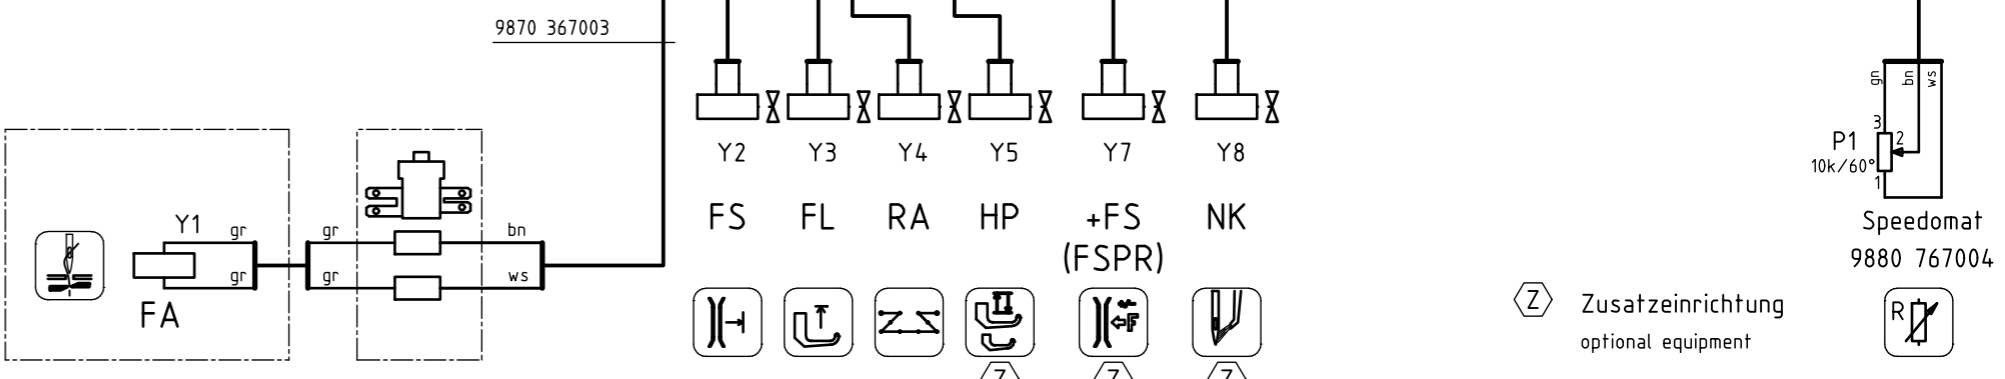 9870 367003
gn
bn
ws
3
P1
2
10k/60°
1
Y2
Y3
Y4
Y5
Y7
Y8
Y1
gr
gr
bn
gr
gr
ws
FA
FS
FL
RA
HP
+FS
(FSPR)
NK
F
Speedomat
9880 767004
R
Z
Zusatzeinrichtung
optional equipment
Z
Z
Z